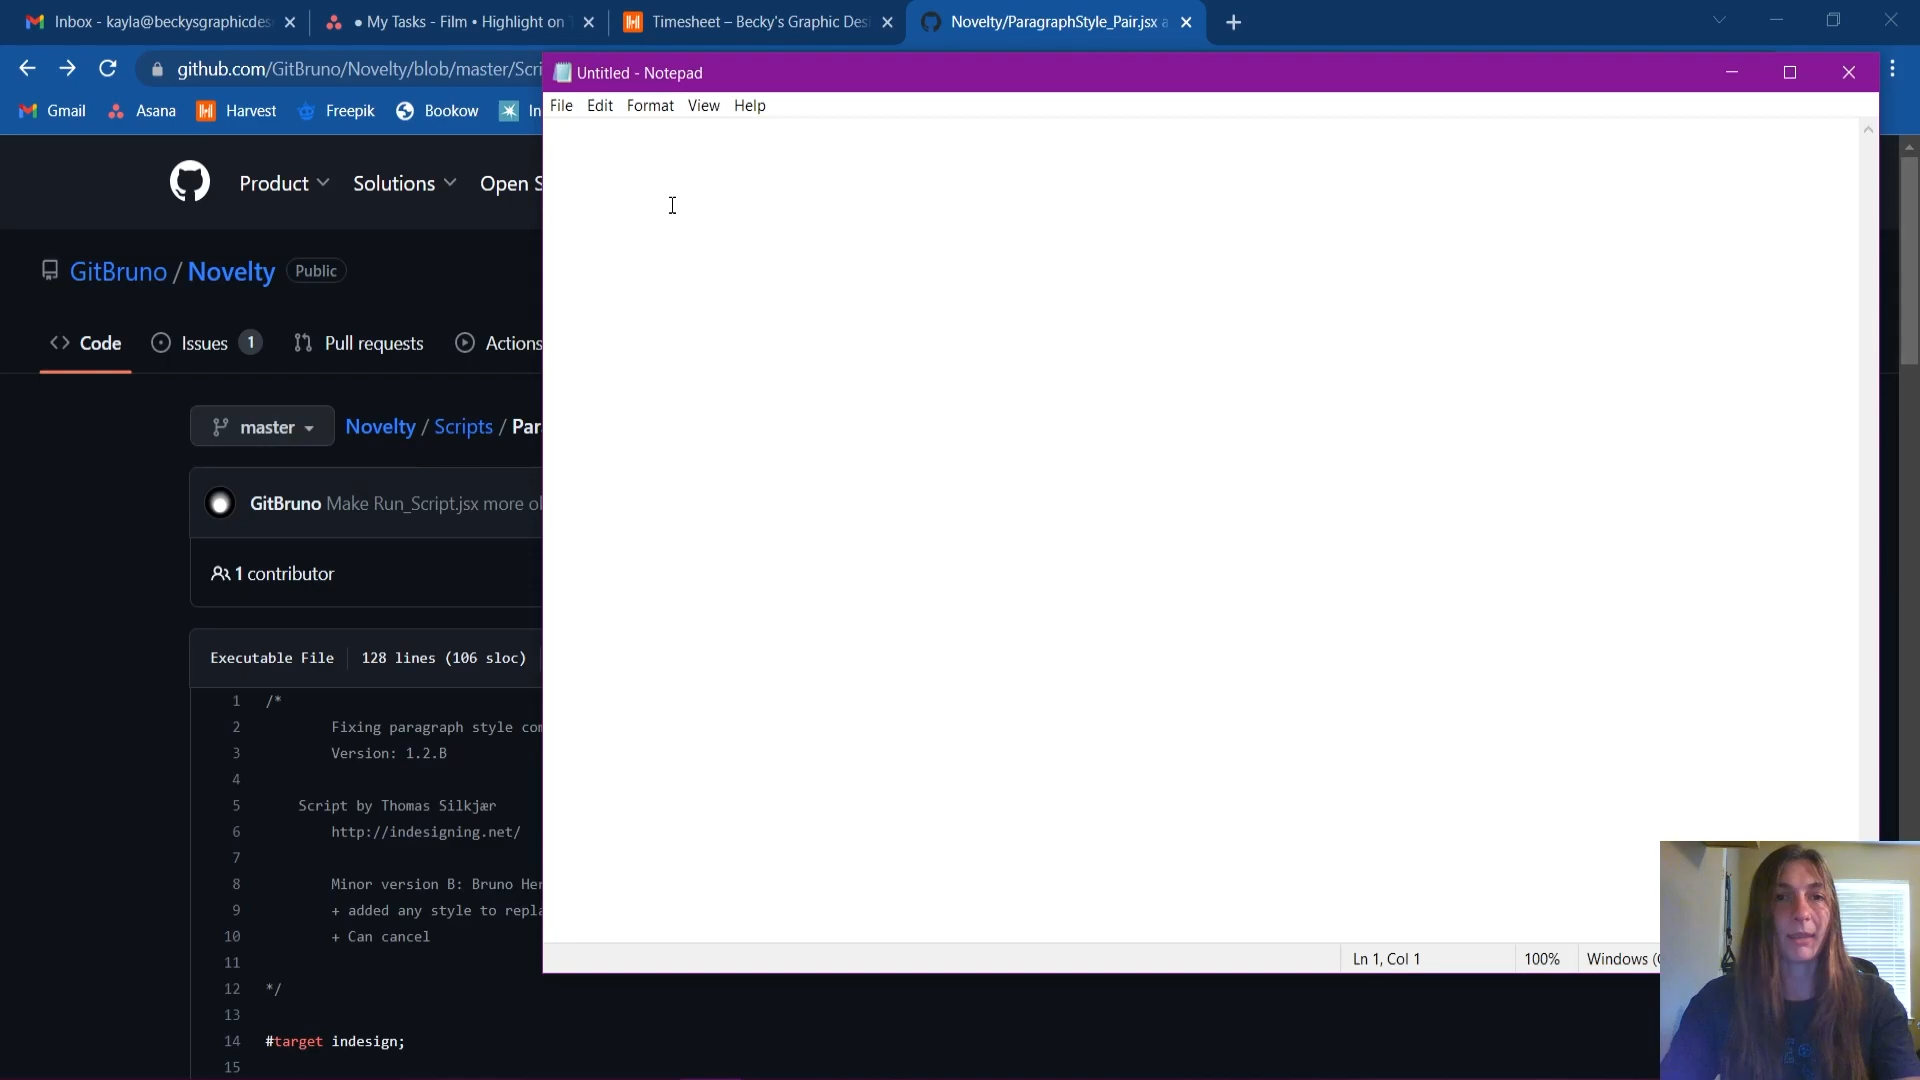 Inbox - kayla@beckysgraphicdes
• My Tasks - Film • Highlight on
Timesheet – Becky's Graphic Desi
Novelty/ParagraphStyle_Pair.jsx a
github.com/GitBruno/Novelty/blob/master/Scri
Untitled - Notepad
Gmail
Asana
Harvest
Freepik
Bookow
In
File Edit Format View Help
Product
Solutions
Open S
GitBruno / Novelty Public
Code
Issues 1
Pull requests
Actions
master
Novelty / Scripts / Par
GitBruno Make Run_Script.jsx more ol
1 contributor
Executable File 128 lines (106 sloc)
1 /*
2 Fixing paragraph style com
3 Version: 1.2.B
4
5 Script by Thomas Silkjær
6 http://indesigning.net/
7
8 Minor version B: Bruno Her
9 + added any style to repla
10 + Can cancel
11
12 */
13
14 #target indesign;
15
Ln 1, Col 1
100%
Windows (